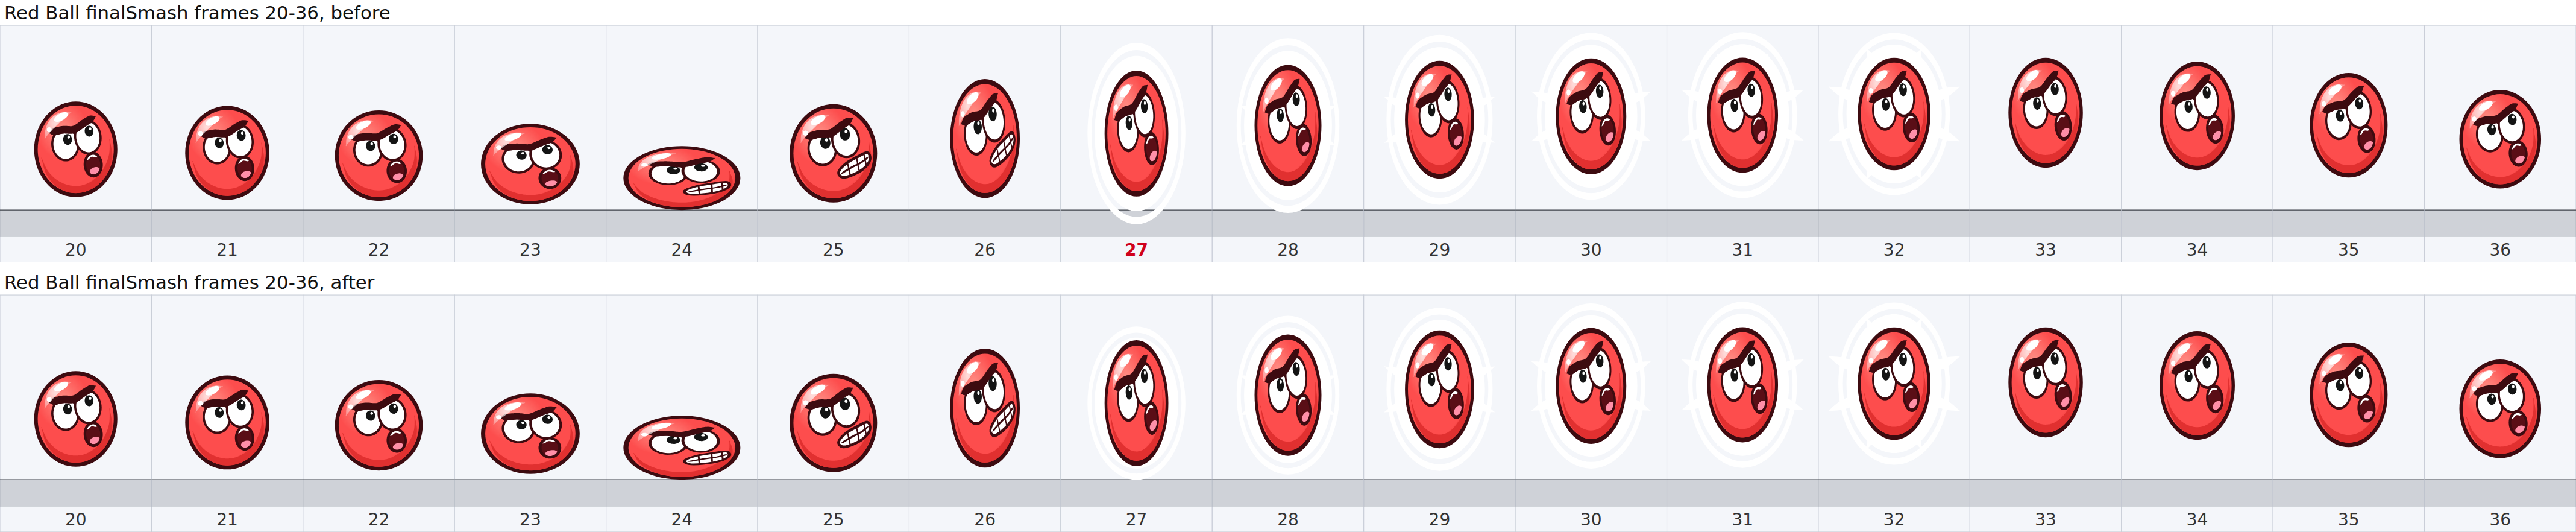 Red Ball finalSmash frames 20-36, before
20 21 22 23 24 25 26 27 28 29 30 31 32 33 34 35 36
Red Ball finalSmash frames 20-36, after
20 21 22 23 24 25 26 27 28 29 30 31 32 33 34 35 36